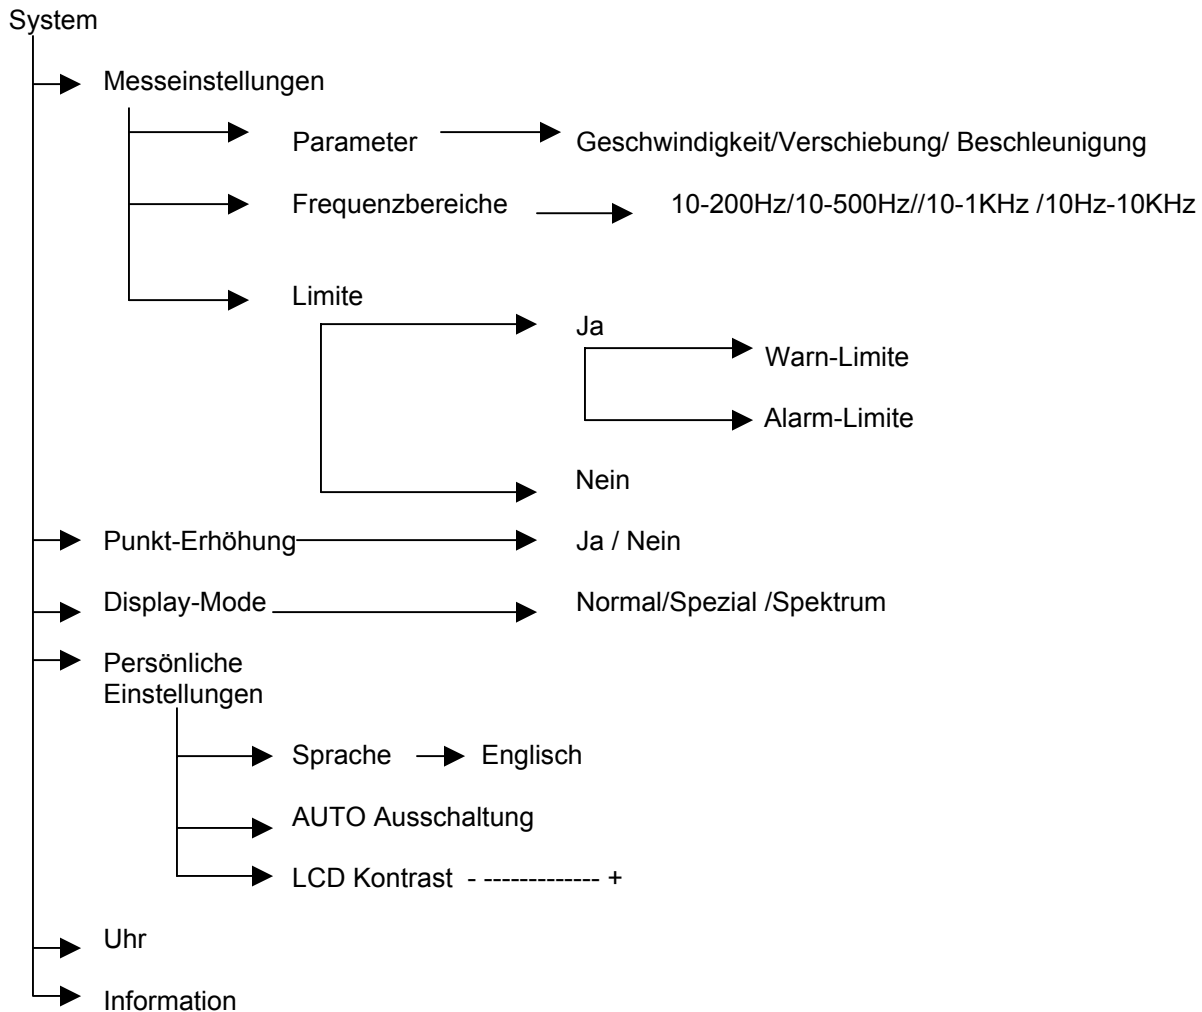 System
Messeinstellungen
Parameter Geschwindigkeit/Verschiebung/ Beschleunigung
Frequenzbereiche 10-200Hz/10-500Hz//10-1KHz /10Hz-10KHz
Limite
Ja
Warn-Limite
Alarm-Limite
Nein
Punkt-Erhöhung Ja / Nein
Display-Mode Normal/Spezial /Spektrum
Persönliche
Einstellungen
Sprache Englisch
AUTO Ausschaltung
LCD Kontrast - ------------- +
Uhr
Information